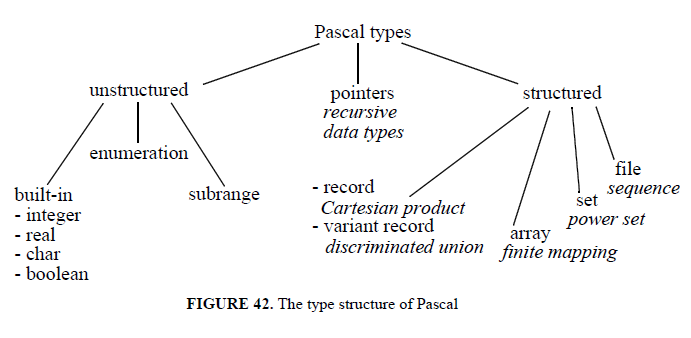 Pascal types
unstructured
pointers
recursive
data types
structured
enumeration
built-in
- integer
- real
- char
- boolean
subrange
- record
Cartesian product
- variant record
discriminated union
array
finite mapping
set
power set
file
sequence
FIGURE 42. The type structure of Pascal